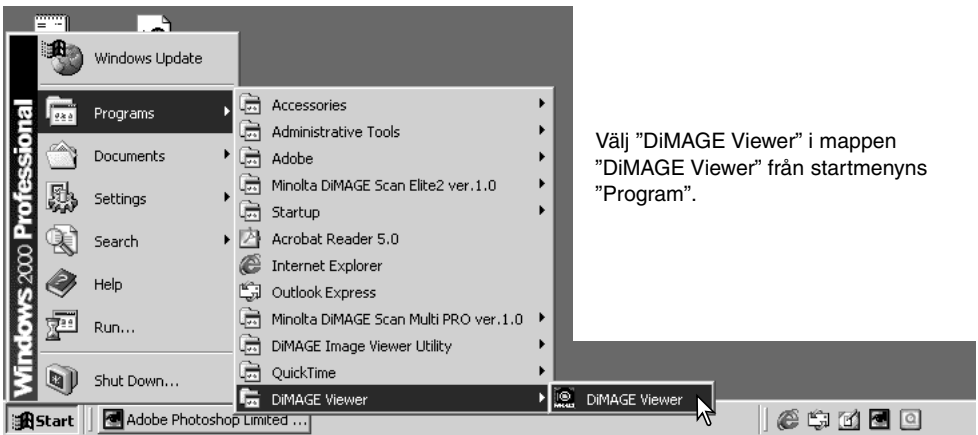 Windows 2000 Professional
Windows Update
Programs
Documents
Settings
Search
Help
Run...
Shut Down...
Accessories
Administrative Tools
Adobe
Minolta DiMAGE Scan Elite2 ver.1.0
Startup
Acrobat Reader 5.0
Internet Explorer
Outlook Express
Minolta DiMAGE Scan Multi PRO ver.1.0
DiMAGE Image Viewer Utility
QuickTime
DiMAGE Viewer
DiMAGE Viewer
Start
Adobe Photoshop Limited ...
Välj ”DiMAGE Viewer” i mappen
”DiMAGE Viewer” från startmenyns
”Program”.